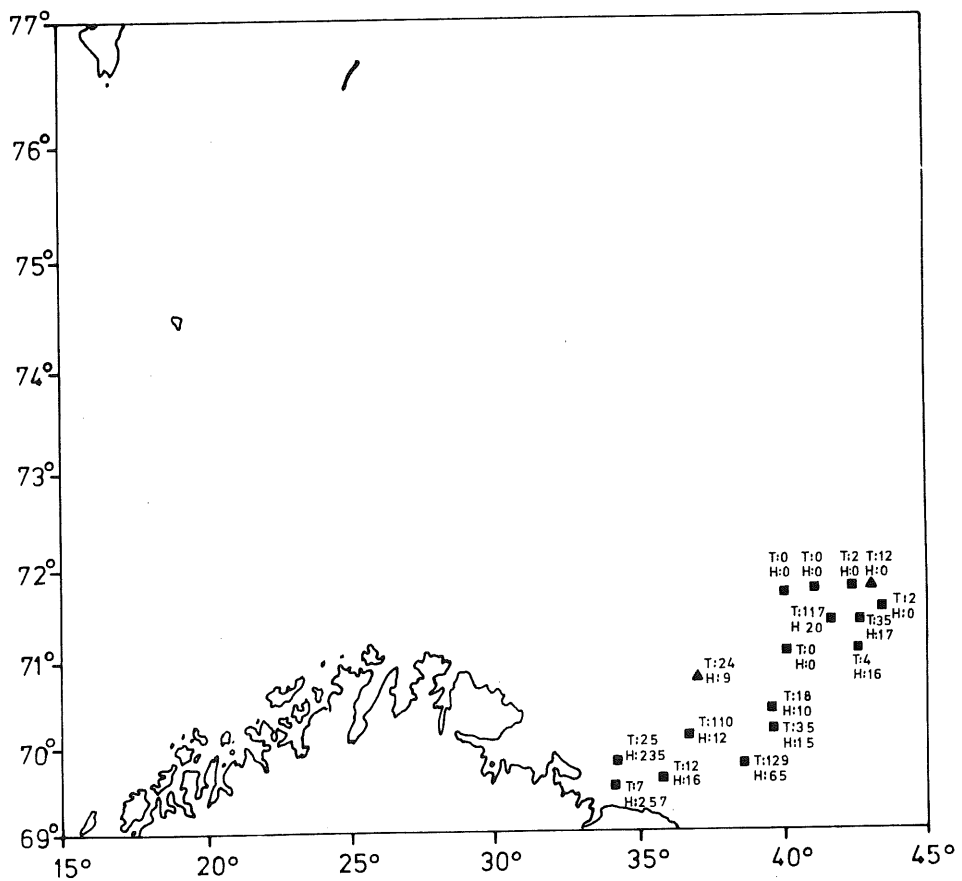 77°
76°
75°
74°
73°
72°
71°
70°
69°
T:0
H:0
T:0
H:0
T:2
H:0
T:12
H:0
T:2
H:0
T:117
H 20
T:35
H:17
T:0
H:0
T:4
H:16
T:24
H:9
T:18
H:10
T:35
H:15
T:110
H:12
T:25
H:235
T:12
H:16
T:129
H:65
T:7
H:257
15°
20°
25°
30°
35°
40°
45°